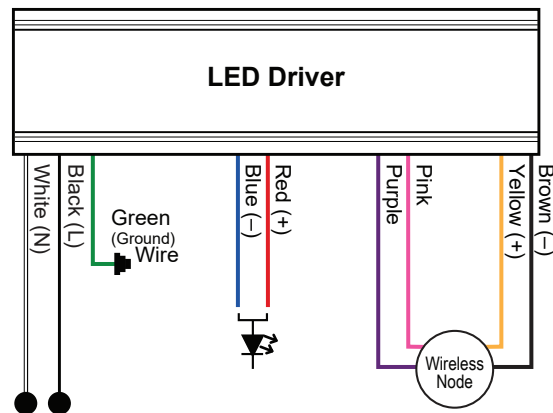 LED Driver
White (N)
Black (L)
Green
(Ground)
Wire
Blue (–)
Red (+)
Purple
Pink
Yellow (+)
Brown (–)
Wireless
Node